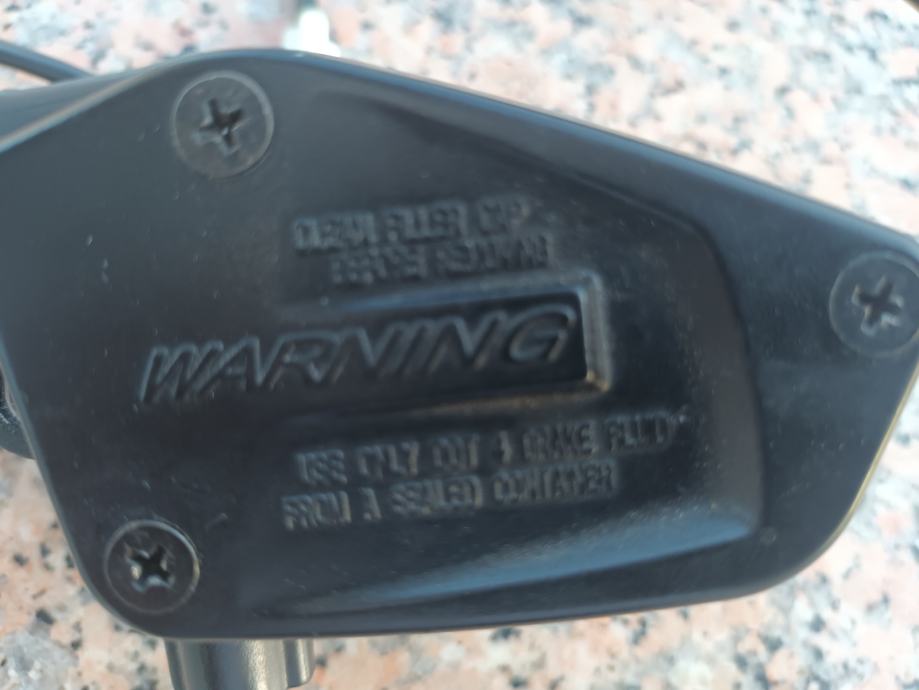 CLEAN FILLER CAP
BEFORE REMOVING
WARNING
USE ONLY DOT 4 BRAKE FLUID
FROM A SEALED CONTAINER